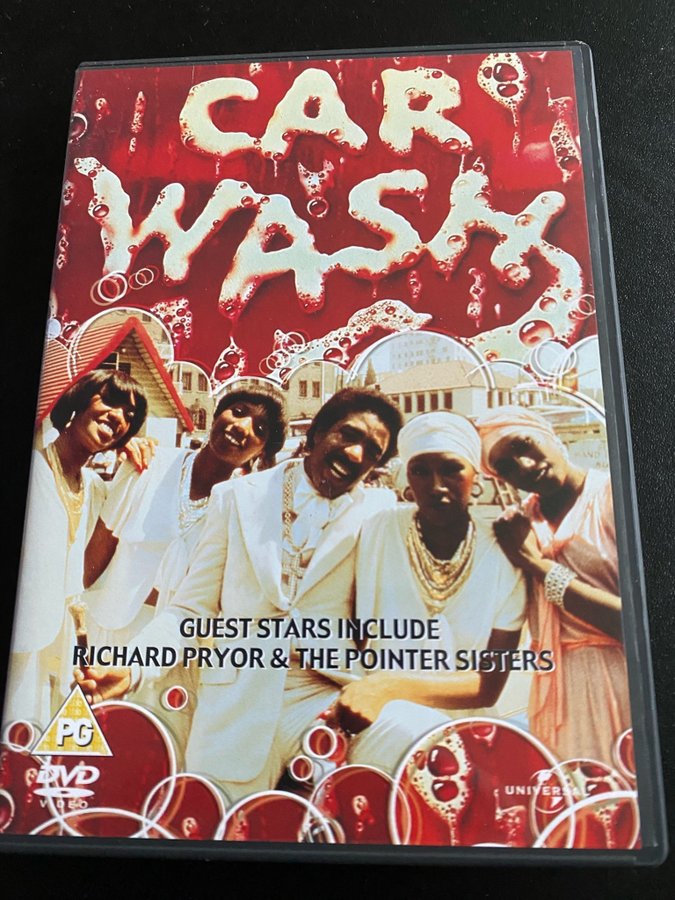 CAR
WASH
GUEST STARS INCLUDE
RICHARD PRYOR & THE POINTER SISTERS
PG
DVD
VIDEO
UNIVERSAL